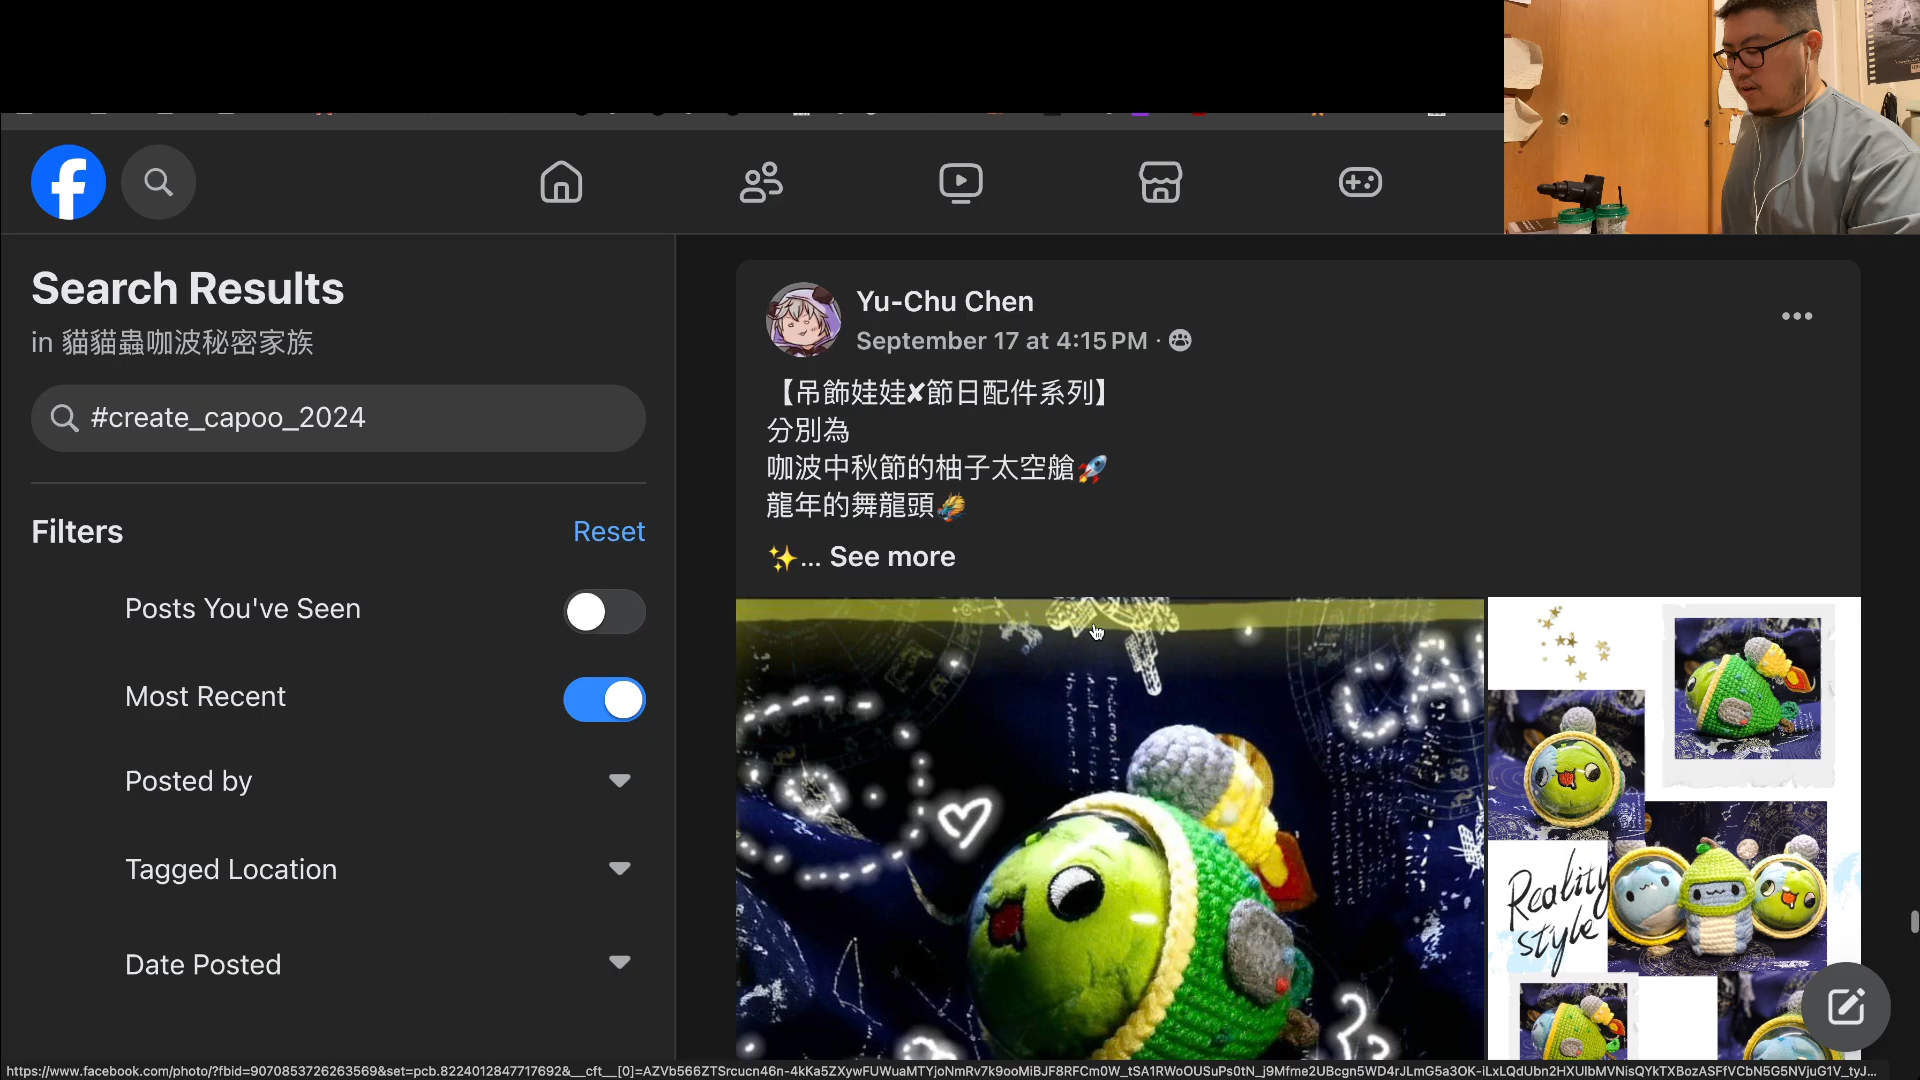 Search Results
in 貓貓蟲咖波秘密家族
#create_capoo_2024
Filters
Reset
Posts You've Seen
Most Recent
Posted by
Tagged Location
Date Posted
Yu-Chu Chen
September 17 at 4:15 PM ·
【吊飾娃娃✘節日配件系列】
分別為
咖波中秋節的柚子太空艙🚀
龍年的舞龍頭🐲
✨... See more
CA
Reality
style